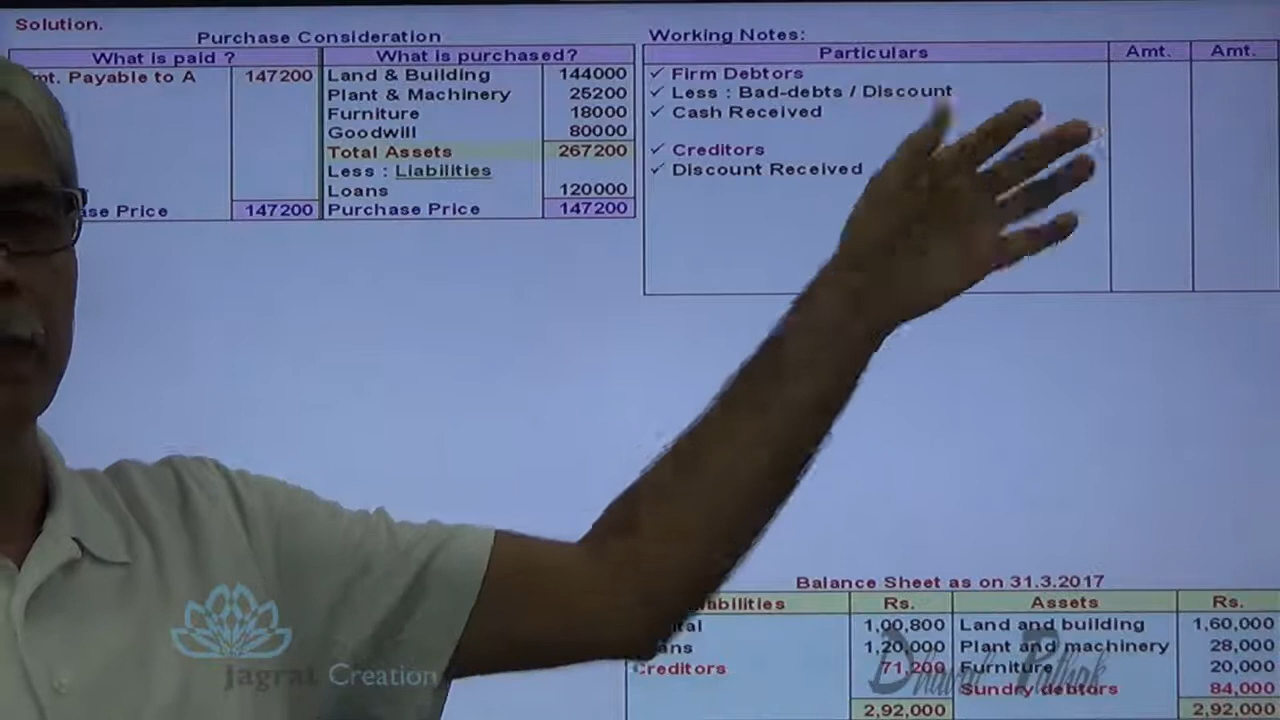 Solution.
Purchase Consideration
What is paid ? What is purchased?
mt. Payable to A 147200 Land & Building 144000
Plant & Machinery 25200
Furniture 18000
Goodwill 80000
Total Assets 267200
Less : Liabilities
Loans 120000
ase Price 147200 Purchase Price 147200
Working Notes:
Particulars Amt. Amt.
✓ Firm Debtors
✓ Less : Bad-debts / Discount
✓ Cash Received
✓ Creditors
✓ Discount Received
Balance Sheet as on 31.3.2017
abilities Rs. Assets Rs.
tal 1,00,800 Land and building 1,60,000
ans 1,20,000 Plant and machinery 28,000
Creditors 71,200 Furniture 20,000
Sundry debtors 84,000
2,92,000 2,92,000
Jagrat Creation
Pathak